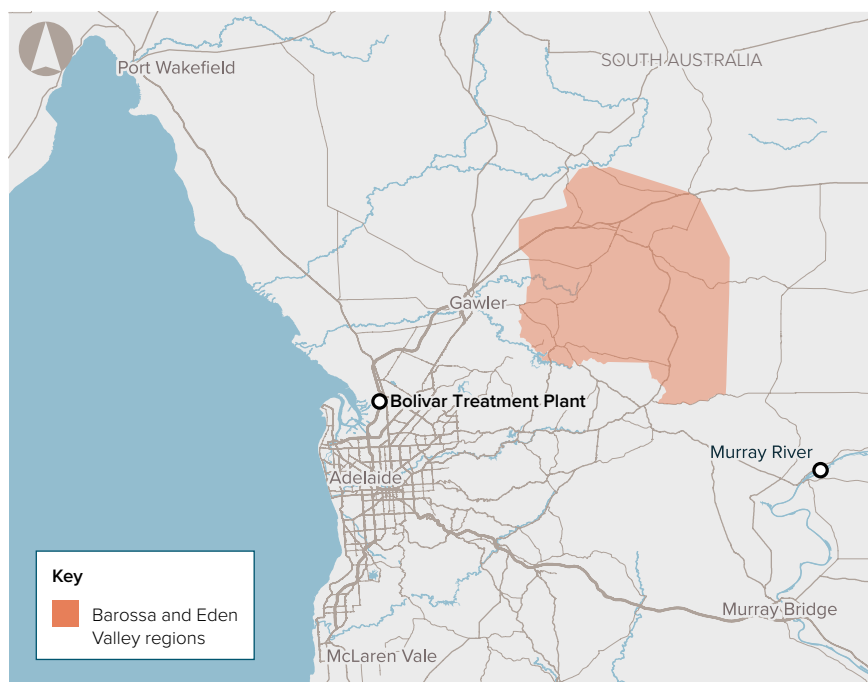 Port Wakefield
SOUTH AUSTRALIA
Gawler
Bolivar Treatment Plant
Murray River
Adelaide
Key
Barossa and Eden
Valley regions
Murray Bridge
McLaren Vale